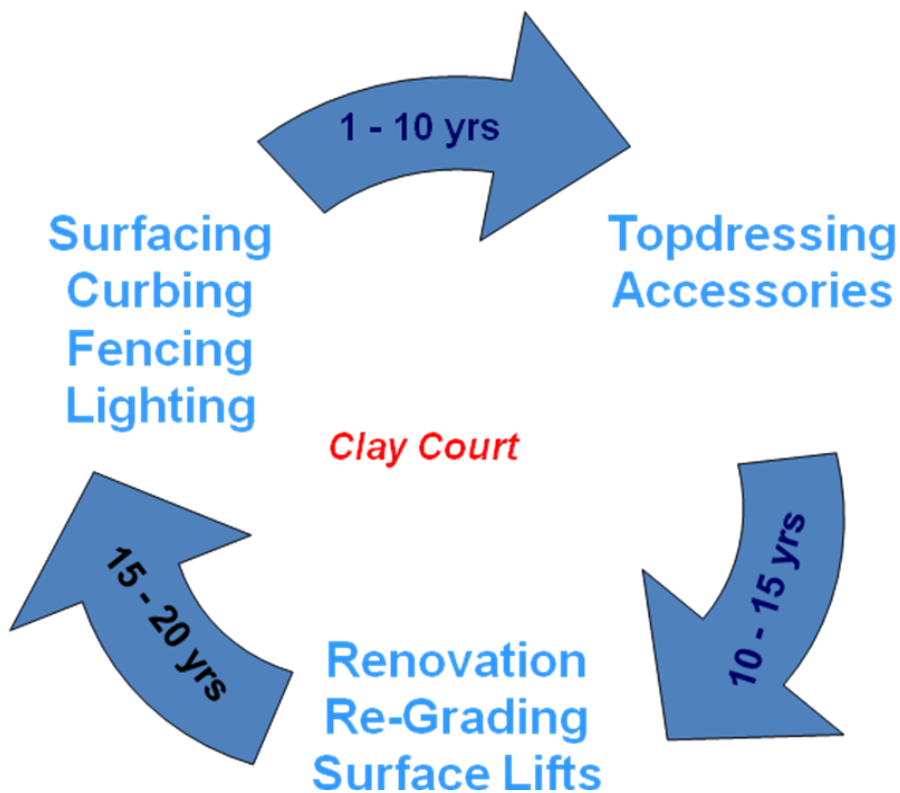 1 - 10 yrs
Surfacing
Curbing
Fencing
Lighting
Topdressing
Accessories
Clay Court
10 - 15 yrs
15 - 20 yrs
Renovation
Re-Grading
Surface Lifts